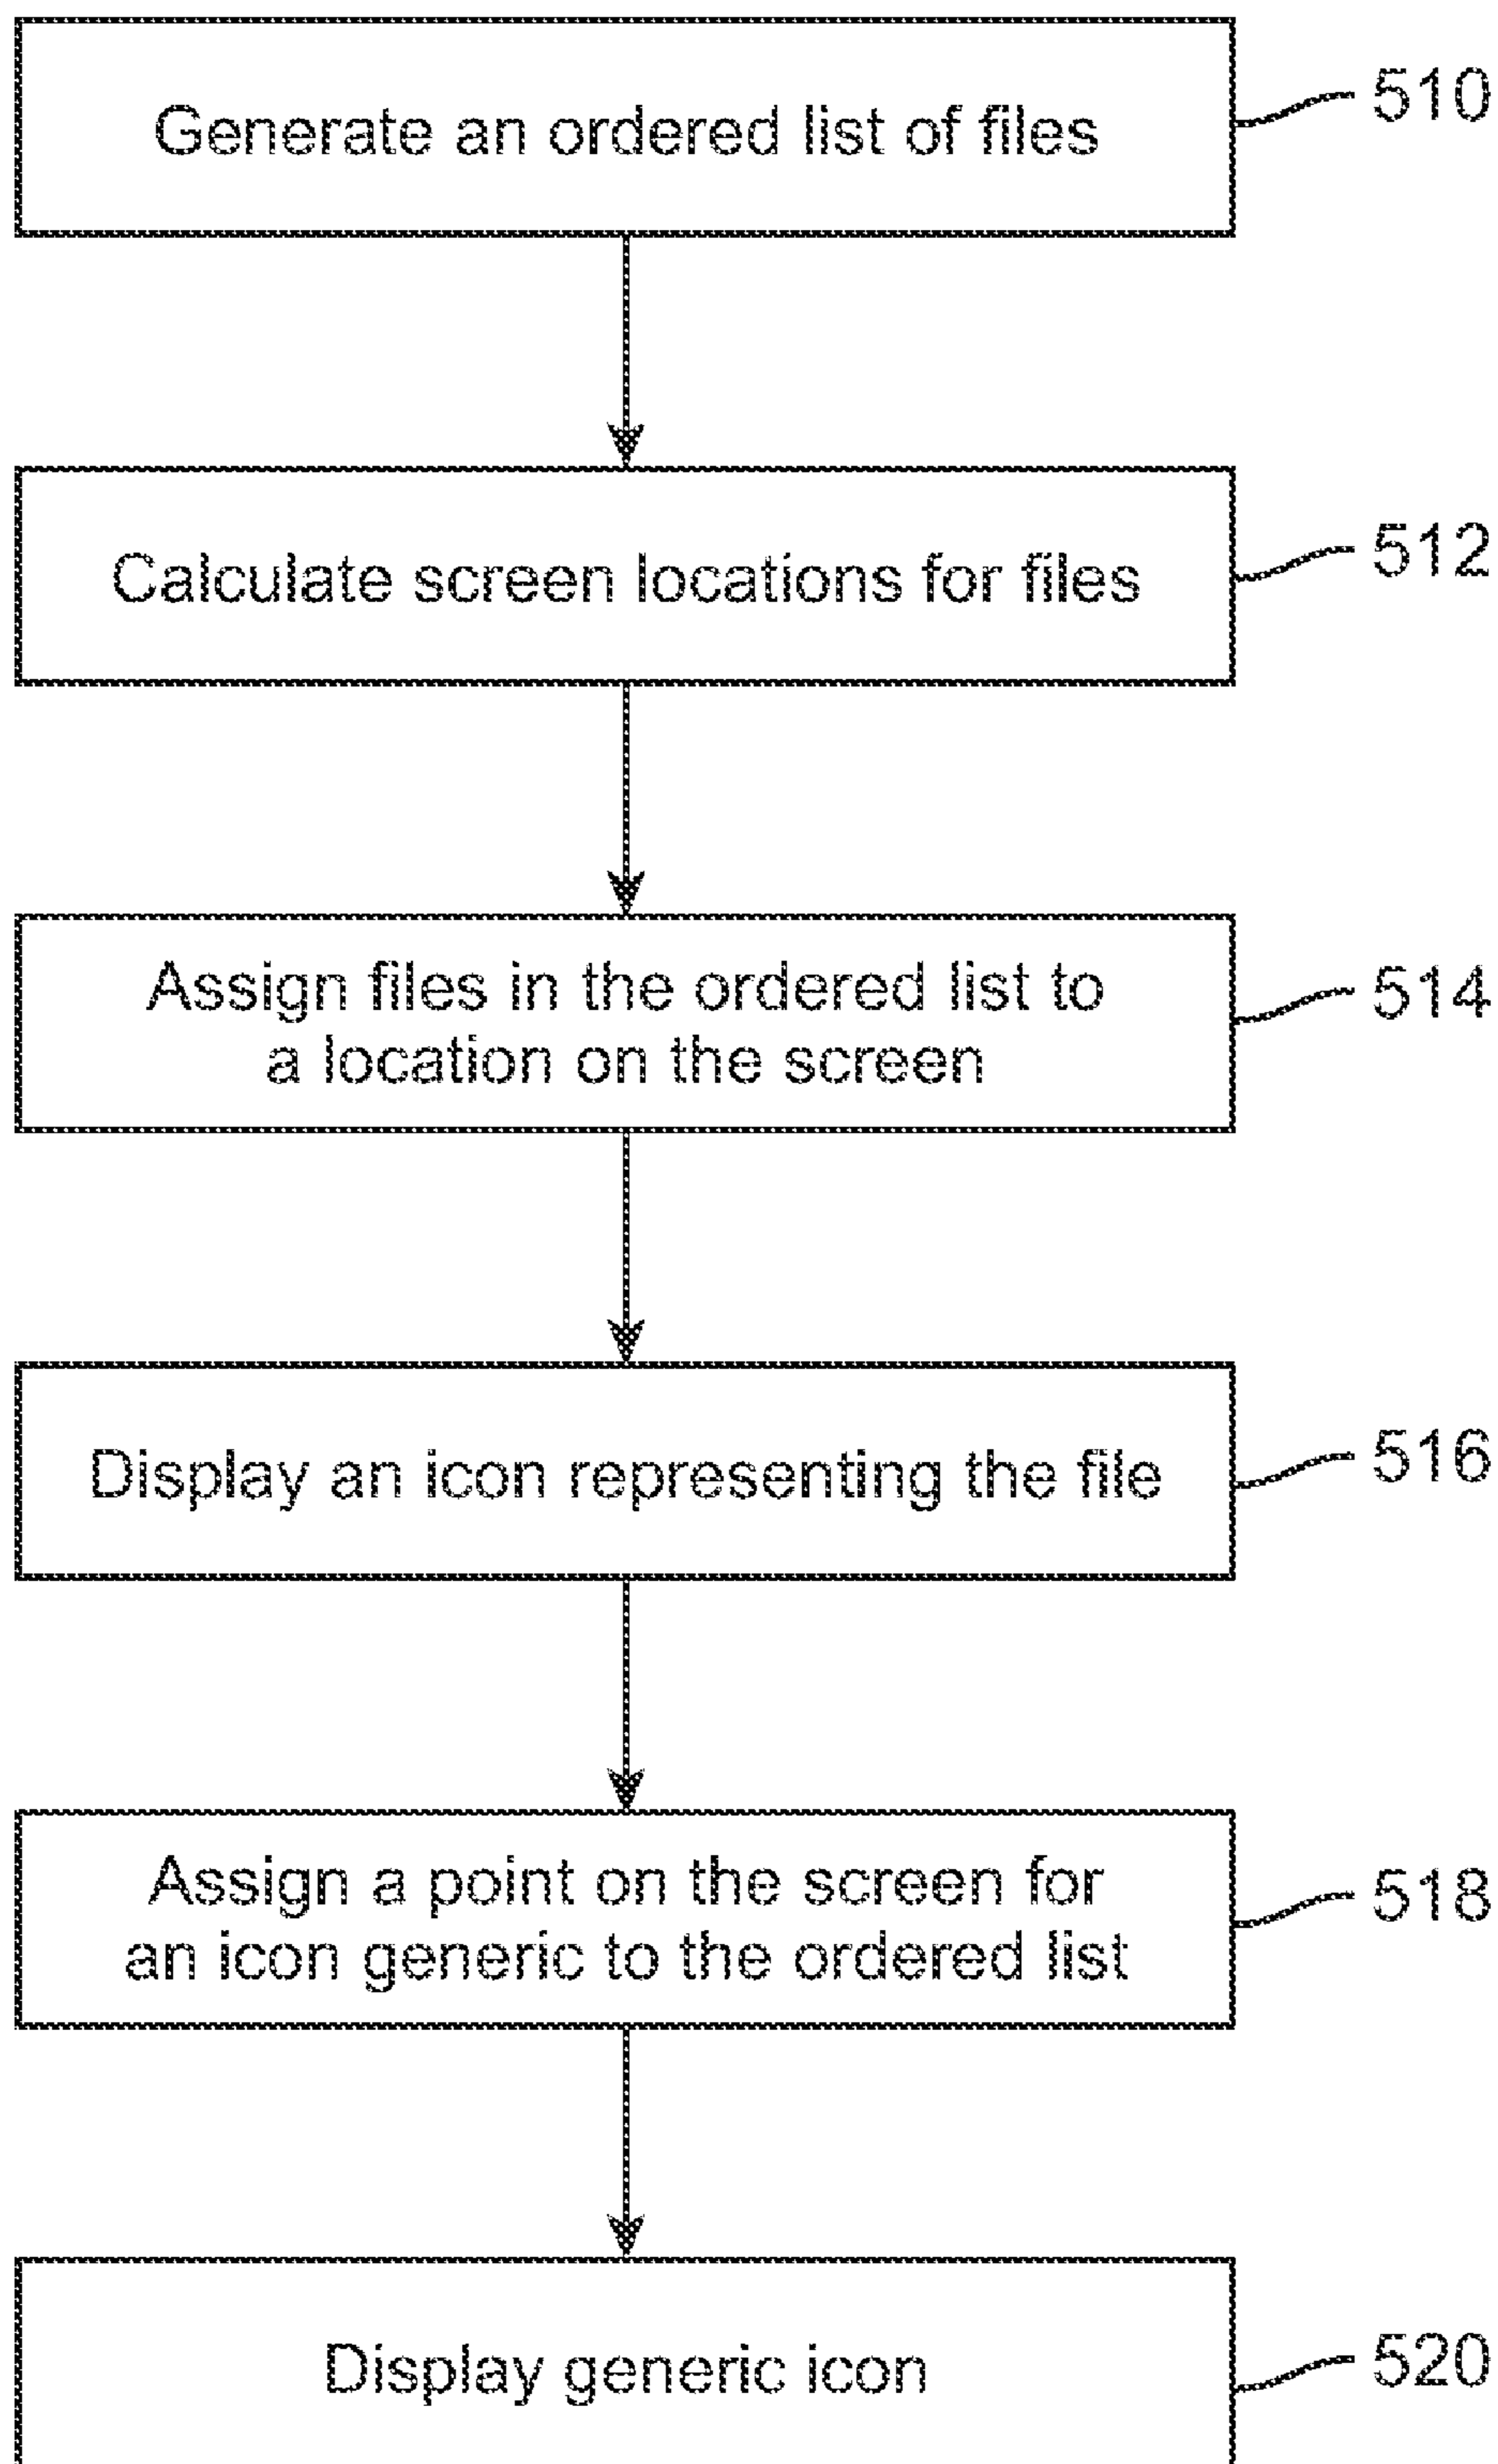 Generate an ordered list of files
510
Calculate screen locations for files
512
Assign files in the ordered list to
a location on the screen
514
Display an icon representing the file
516
Assign a point on the screen for
an icon generic to the ordered list
518
Display generic icon
520